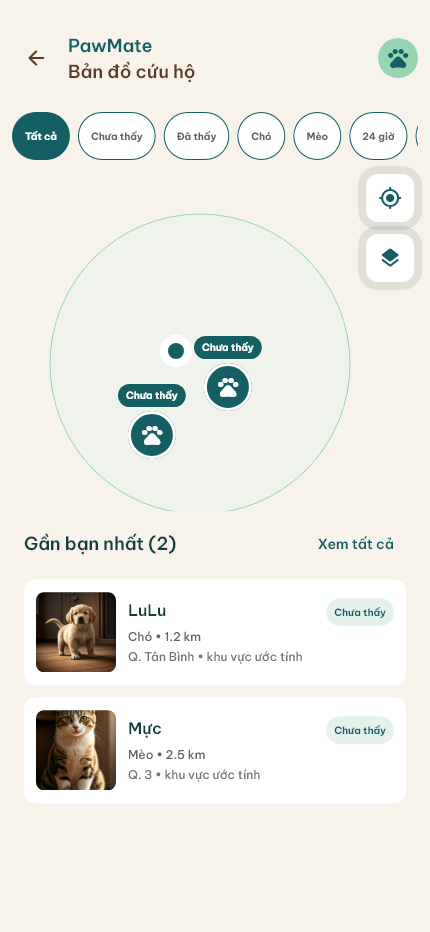 PawMate
Bản đồ cứu hộ
Tất cả
Chưa thấy
Đã thấy
Chó
Mèo
24 giờ
Chưa thấy
Chưa thấy
Gần bạn nhất (2)
Xem tất cả
LuLu
Chưa thấy
Chó • 1.2 km
Q. Tân Bình • khu vực ước tính
Mực
Chưa thấy
Mèo • 2.5 km
Q. 3 • khu vực ước tính